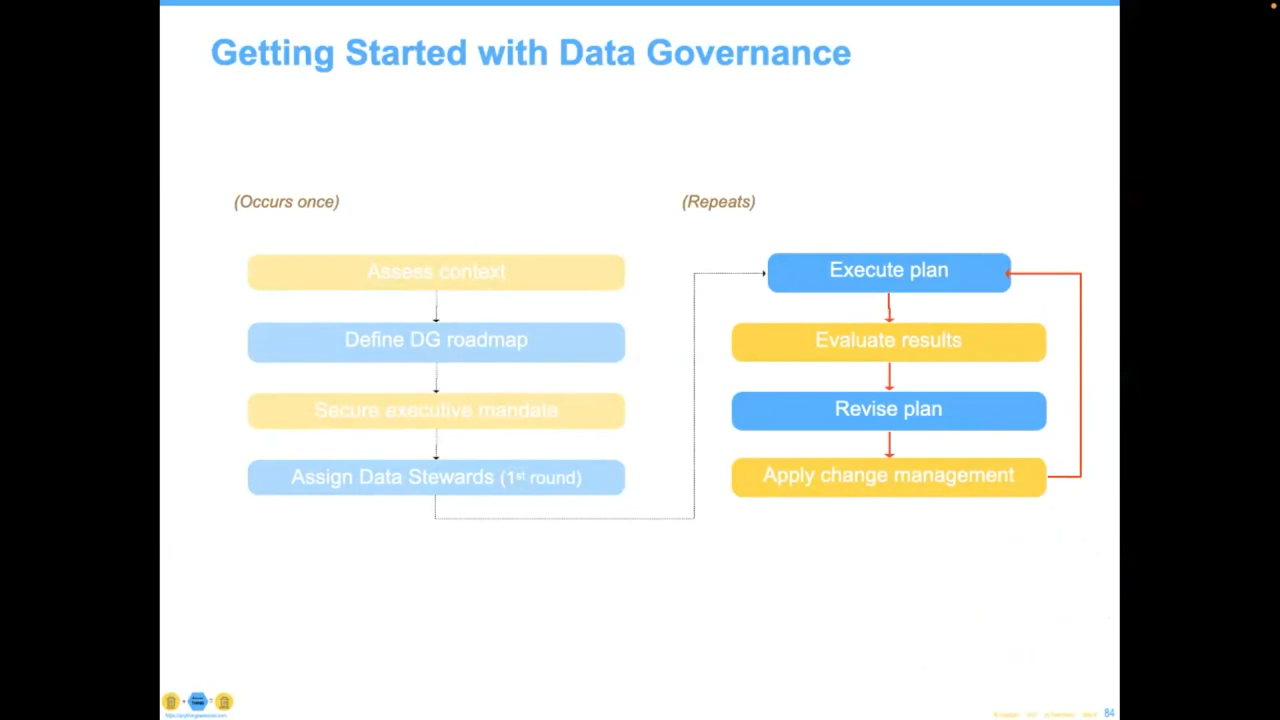 Getting Started with Data Governance
(Occurs once)
Assess context
Define DG roadmap
Secure executive mandate
Assign Data Stewards (1st round)
(Repeats)
Execute plan
Evaluate results
Revise plan
Apply change management
84